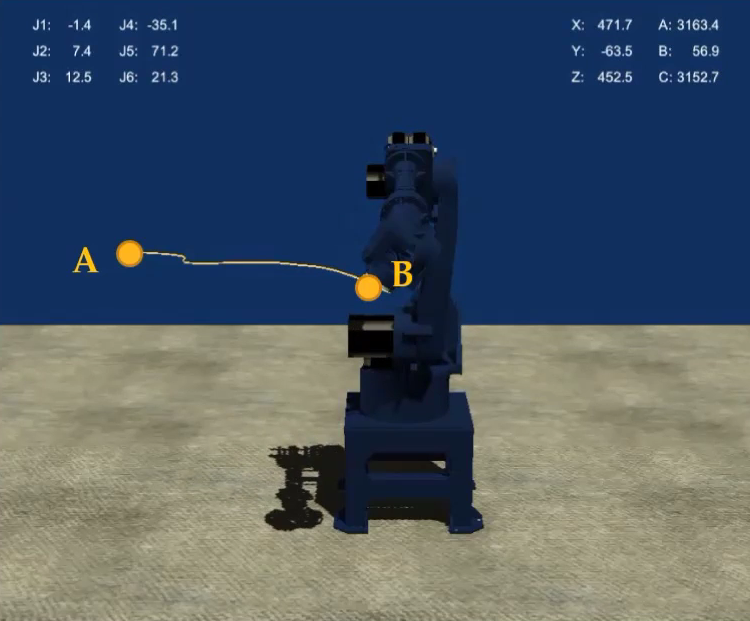 J1: -1.4 J4: -35.1
J2: 7.4 J5: 71.2
J3: 12.5 J6: 21.3
X: 471.7 A: 3163.4
Y: -63.5 B: 56.9
Z: 452.5 C: 3152.7
A
B